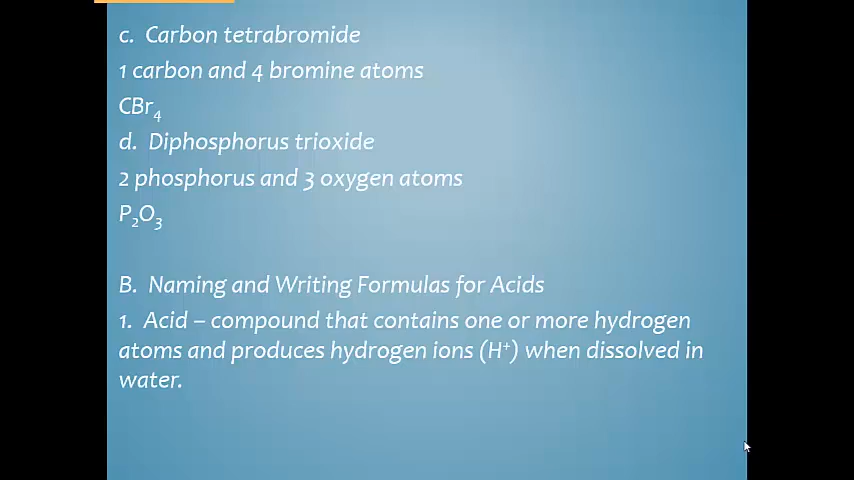 c. Carbon tetrabromide
1 carbon and 4 bromine atoms
CBr₄
d. Diphosphorus trioxide
2 phosphorus and 3 oxygen atoms
P₂O₃
B. Naming and Writing Formulas for Acids
1. Acid – compound that contains one or more hydrogen
atoms and produces hydrogen ions (H⁺) when dissolved in
water.